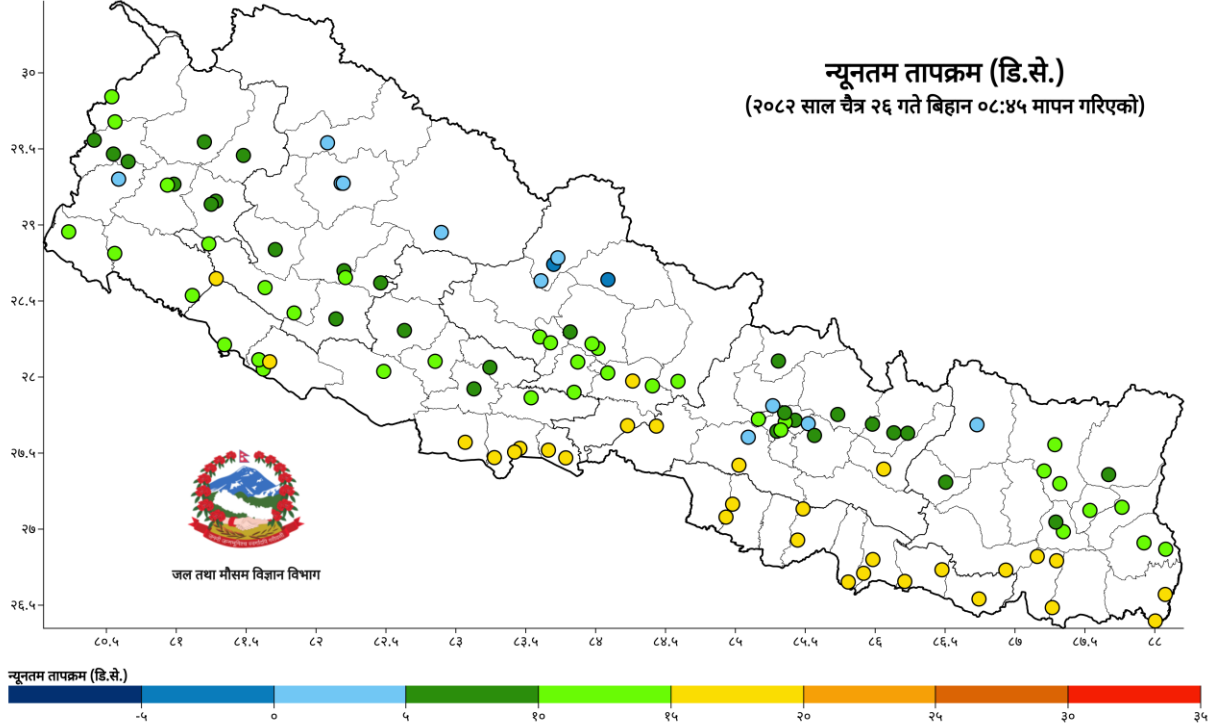 न्यूनतम तापक्रम (डि.से.)
(२०८२ साल चैत्र २६ गते बिहान ०८:४५ मापन गरिएको)
३०
२९.५
२९
२८.५
२८
२७.५
२७
२६.५
जल तथा मौसम विज्ञान विभाग
८०.५ ८१ ८१.५ ८२ ८२.५ ८३ ८३.५ ८४ ८४.५ ८५ ८५.५ ८६ ८६.५ ८७ ८७.५ ८८
न्यूनतम तापक्रम (डि.से.)
-५ ० ५ १० १५ २० २५ ३० ३५